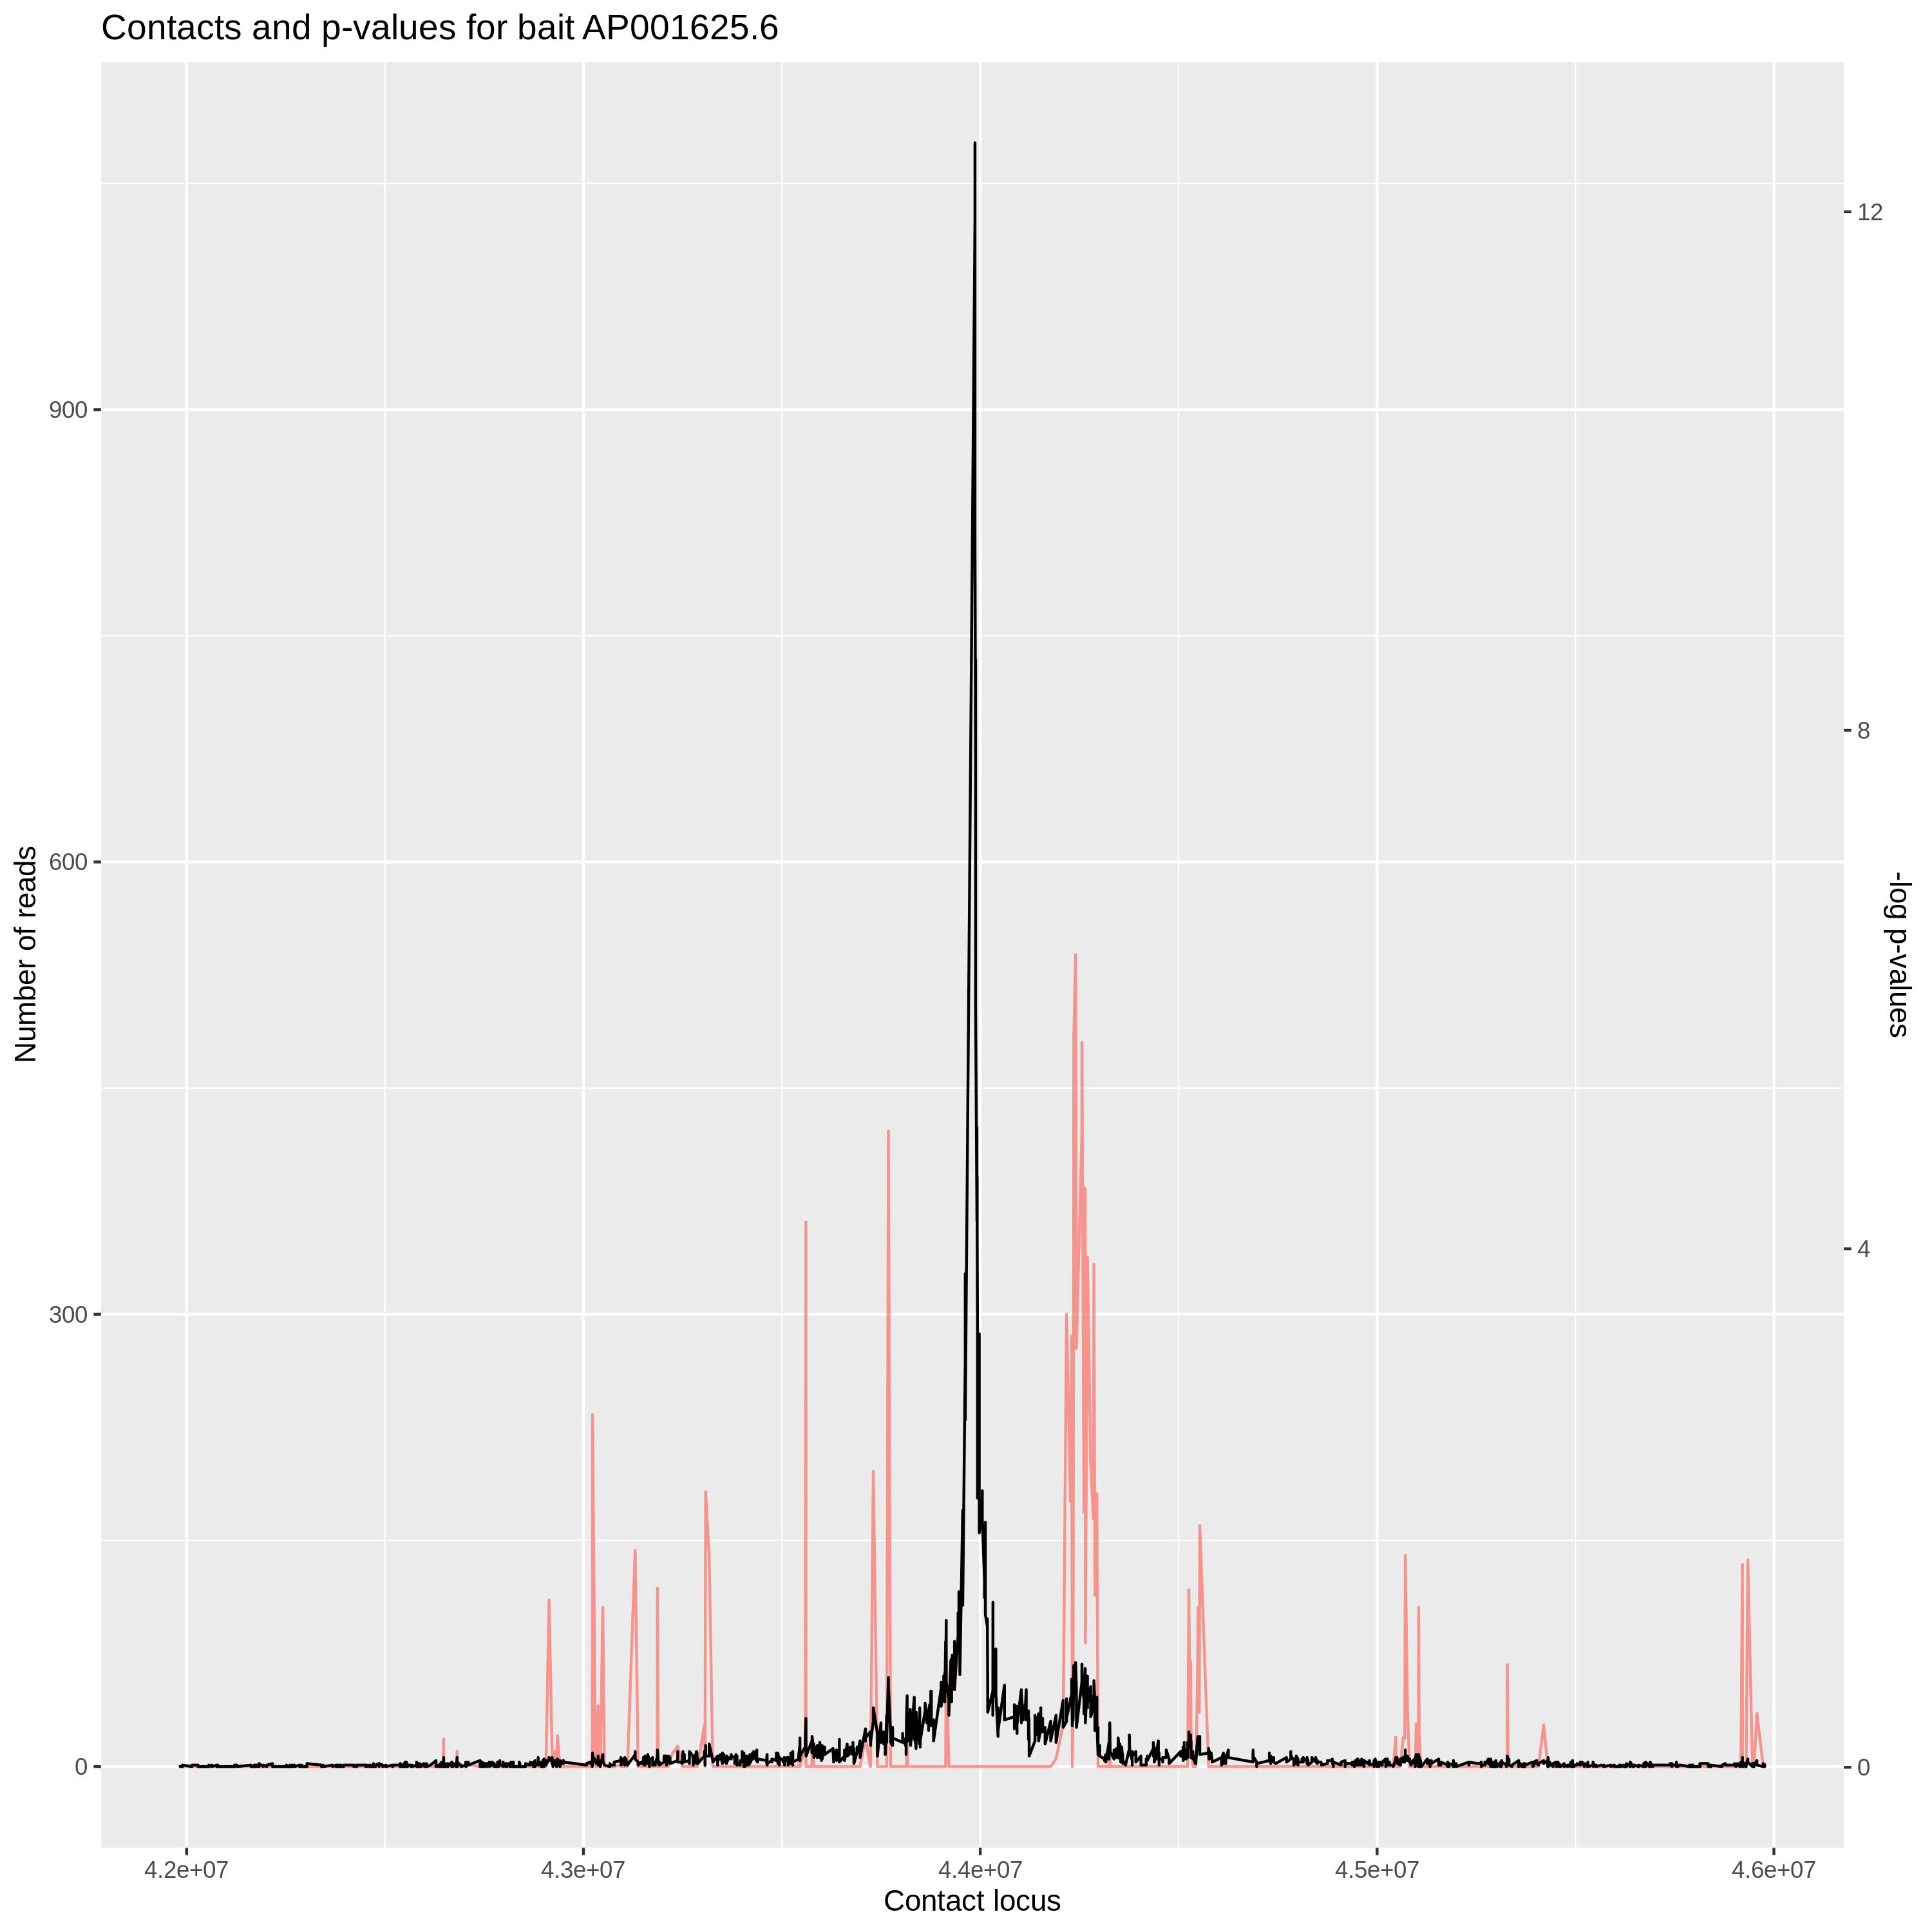 Contacts and p-values for bait AP001625.6
900
600
300
0
Number of reads
12
8
4
0
-log p-values
4.2e+07
4.3e+07
4.4e+07
4.5e+07
4.6e+07
Contact locus